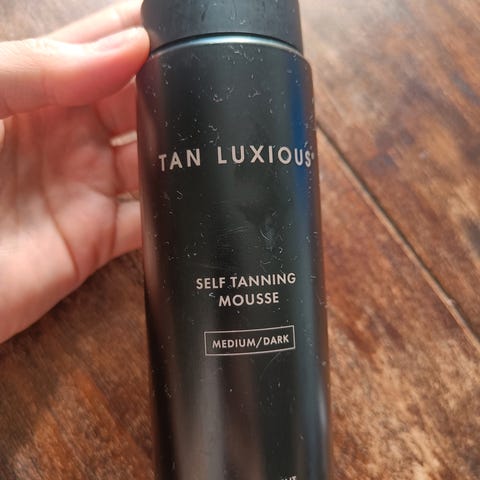 TAN LUXIOUS®
SELF TANNING
MOUSSE
MEDIUM/DARK